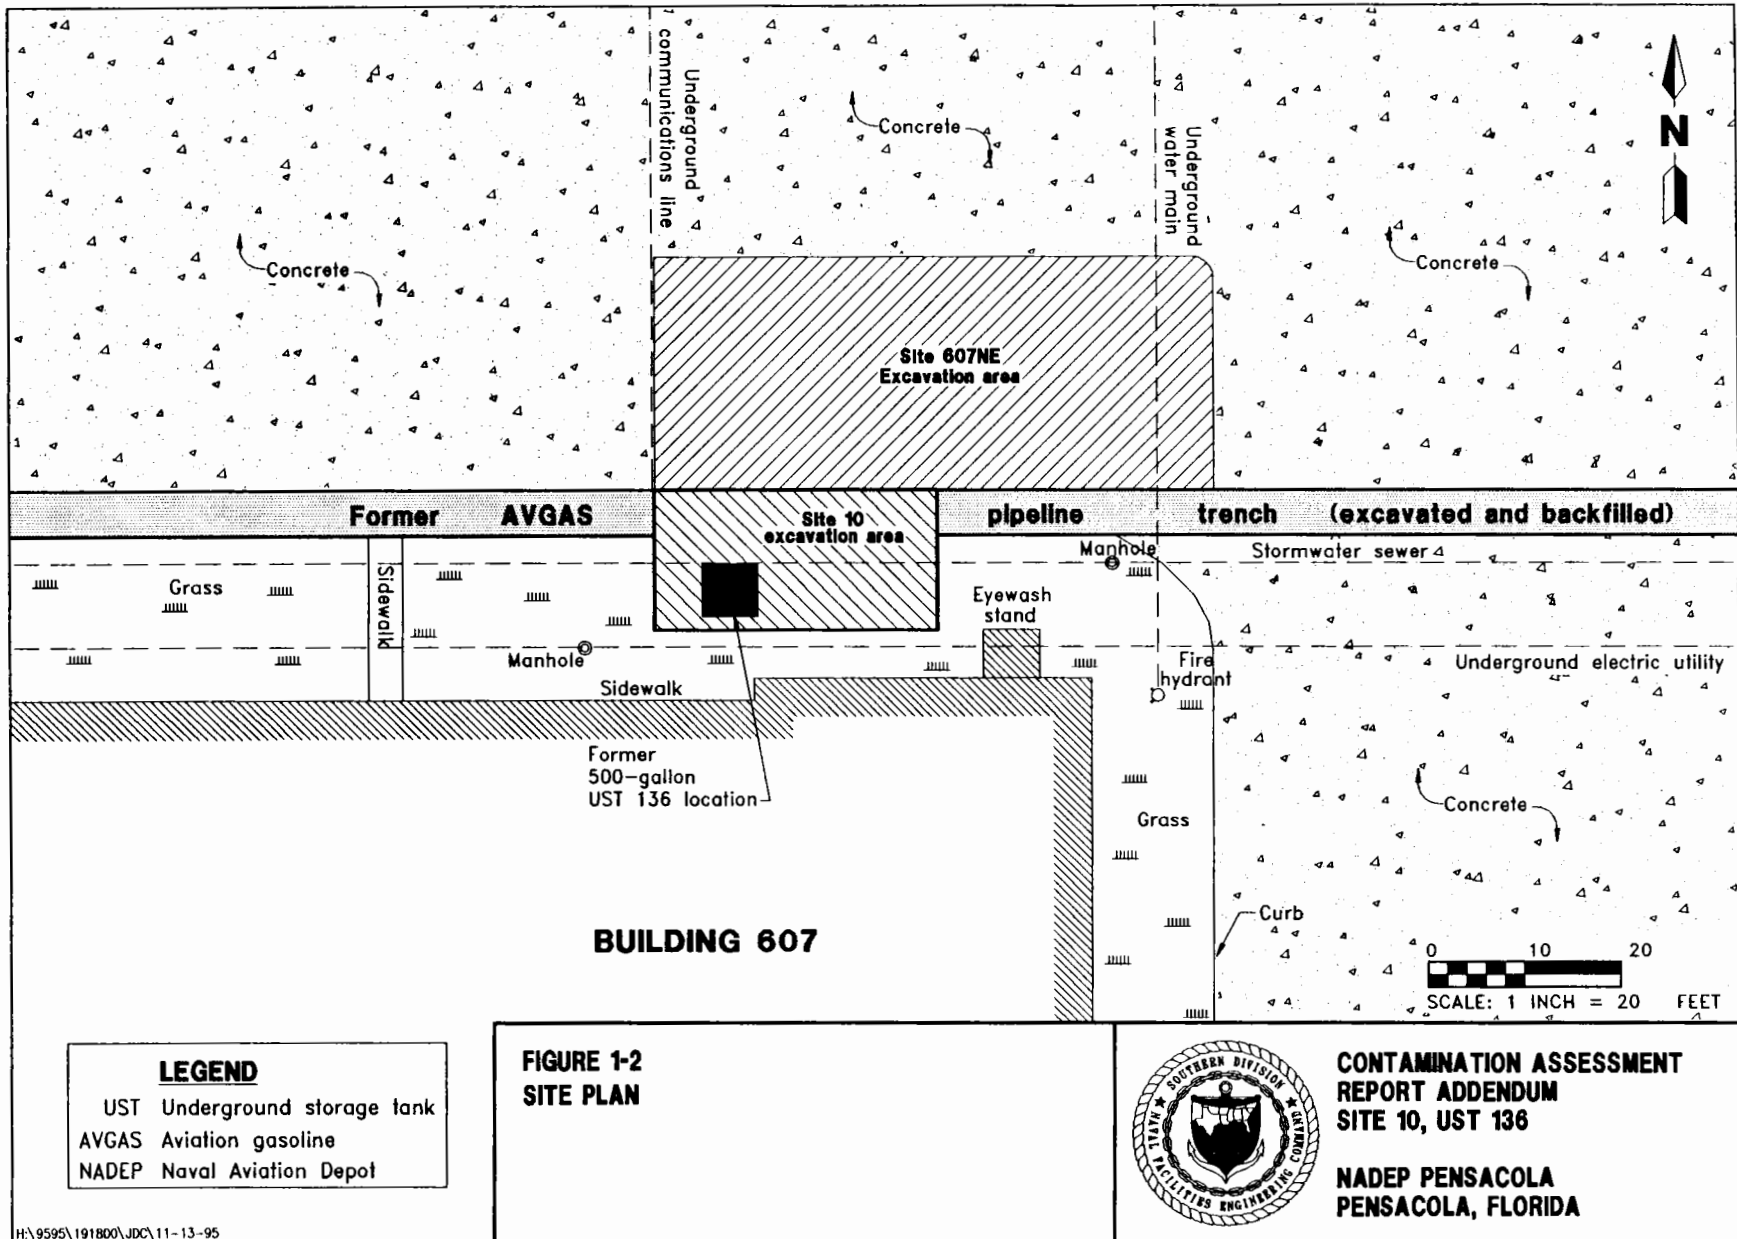 Underground
communications line
Concrete
Underground
water main
N
Concrete
Concrete
Site 607NE
Excavation area
Former AVGAS
Site 10
excavation area
pipeline trench (excavated and backfilled)
Manhole
Stormwater sewer
Grass
Sidewalk
Eyewash
stand
Manhole
Sidewalk
Fire
hydrant
Underground electric utility
Former
500-gallon
UST 136 location
Grass
Concrete
Curb
BUILDING 607
0 10 20
SCALE: 1 INCH = 20 FEET
LEGEND
UST Underground storage tank
AVGAS Aviation gasoline
NADEP Naval Aviation Depot
FIGURE 1-2
SITE PLAN
SOUTHERN DIVISION
NAVAL FACILITIES ENGINEERING COMMAND
CONTAMINATION ASSESSMENT
REPORT ADDENDUM
SITE 10, UST 136
NADEP PENSACOLA
PENSACOLA, FLORIDA
H:\9595\191800\JDC\11-13-95